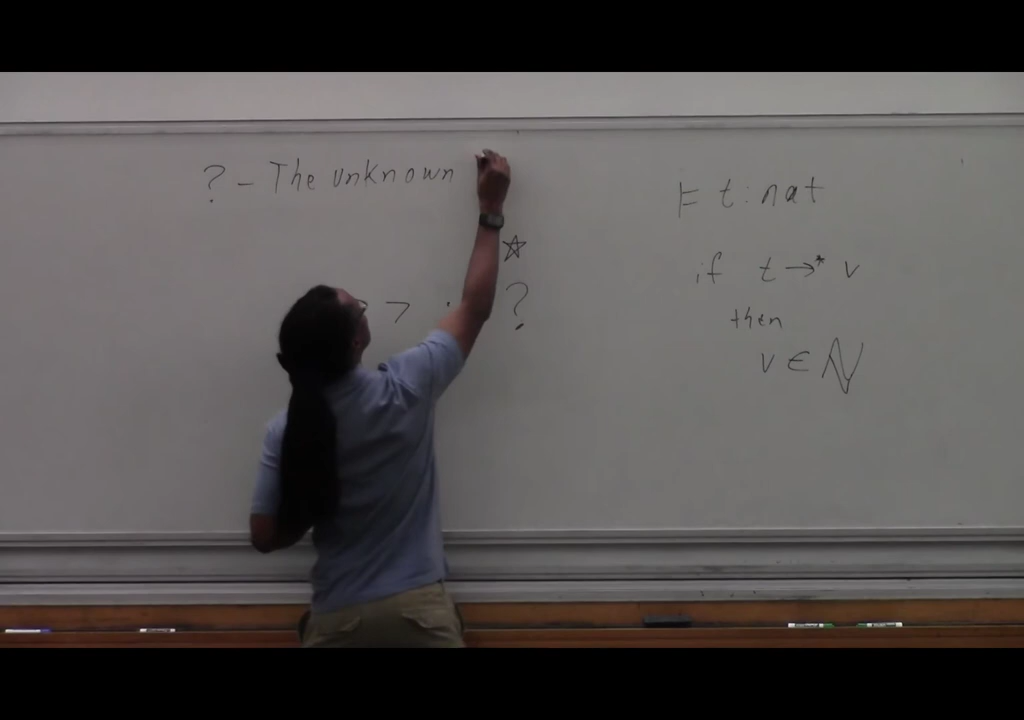 ? - The unknown
> : ?
⊨ t : nat
if t →* v
then
v ∈ ℕ